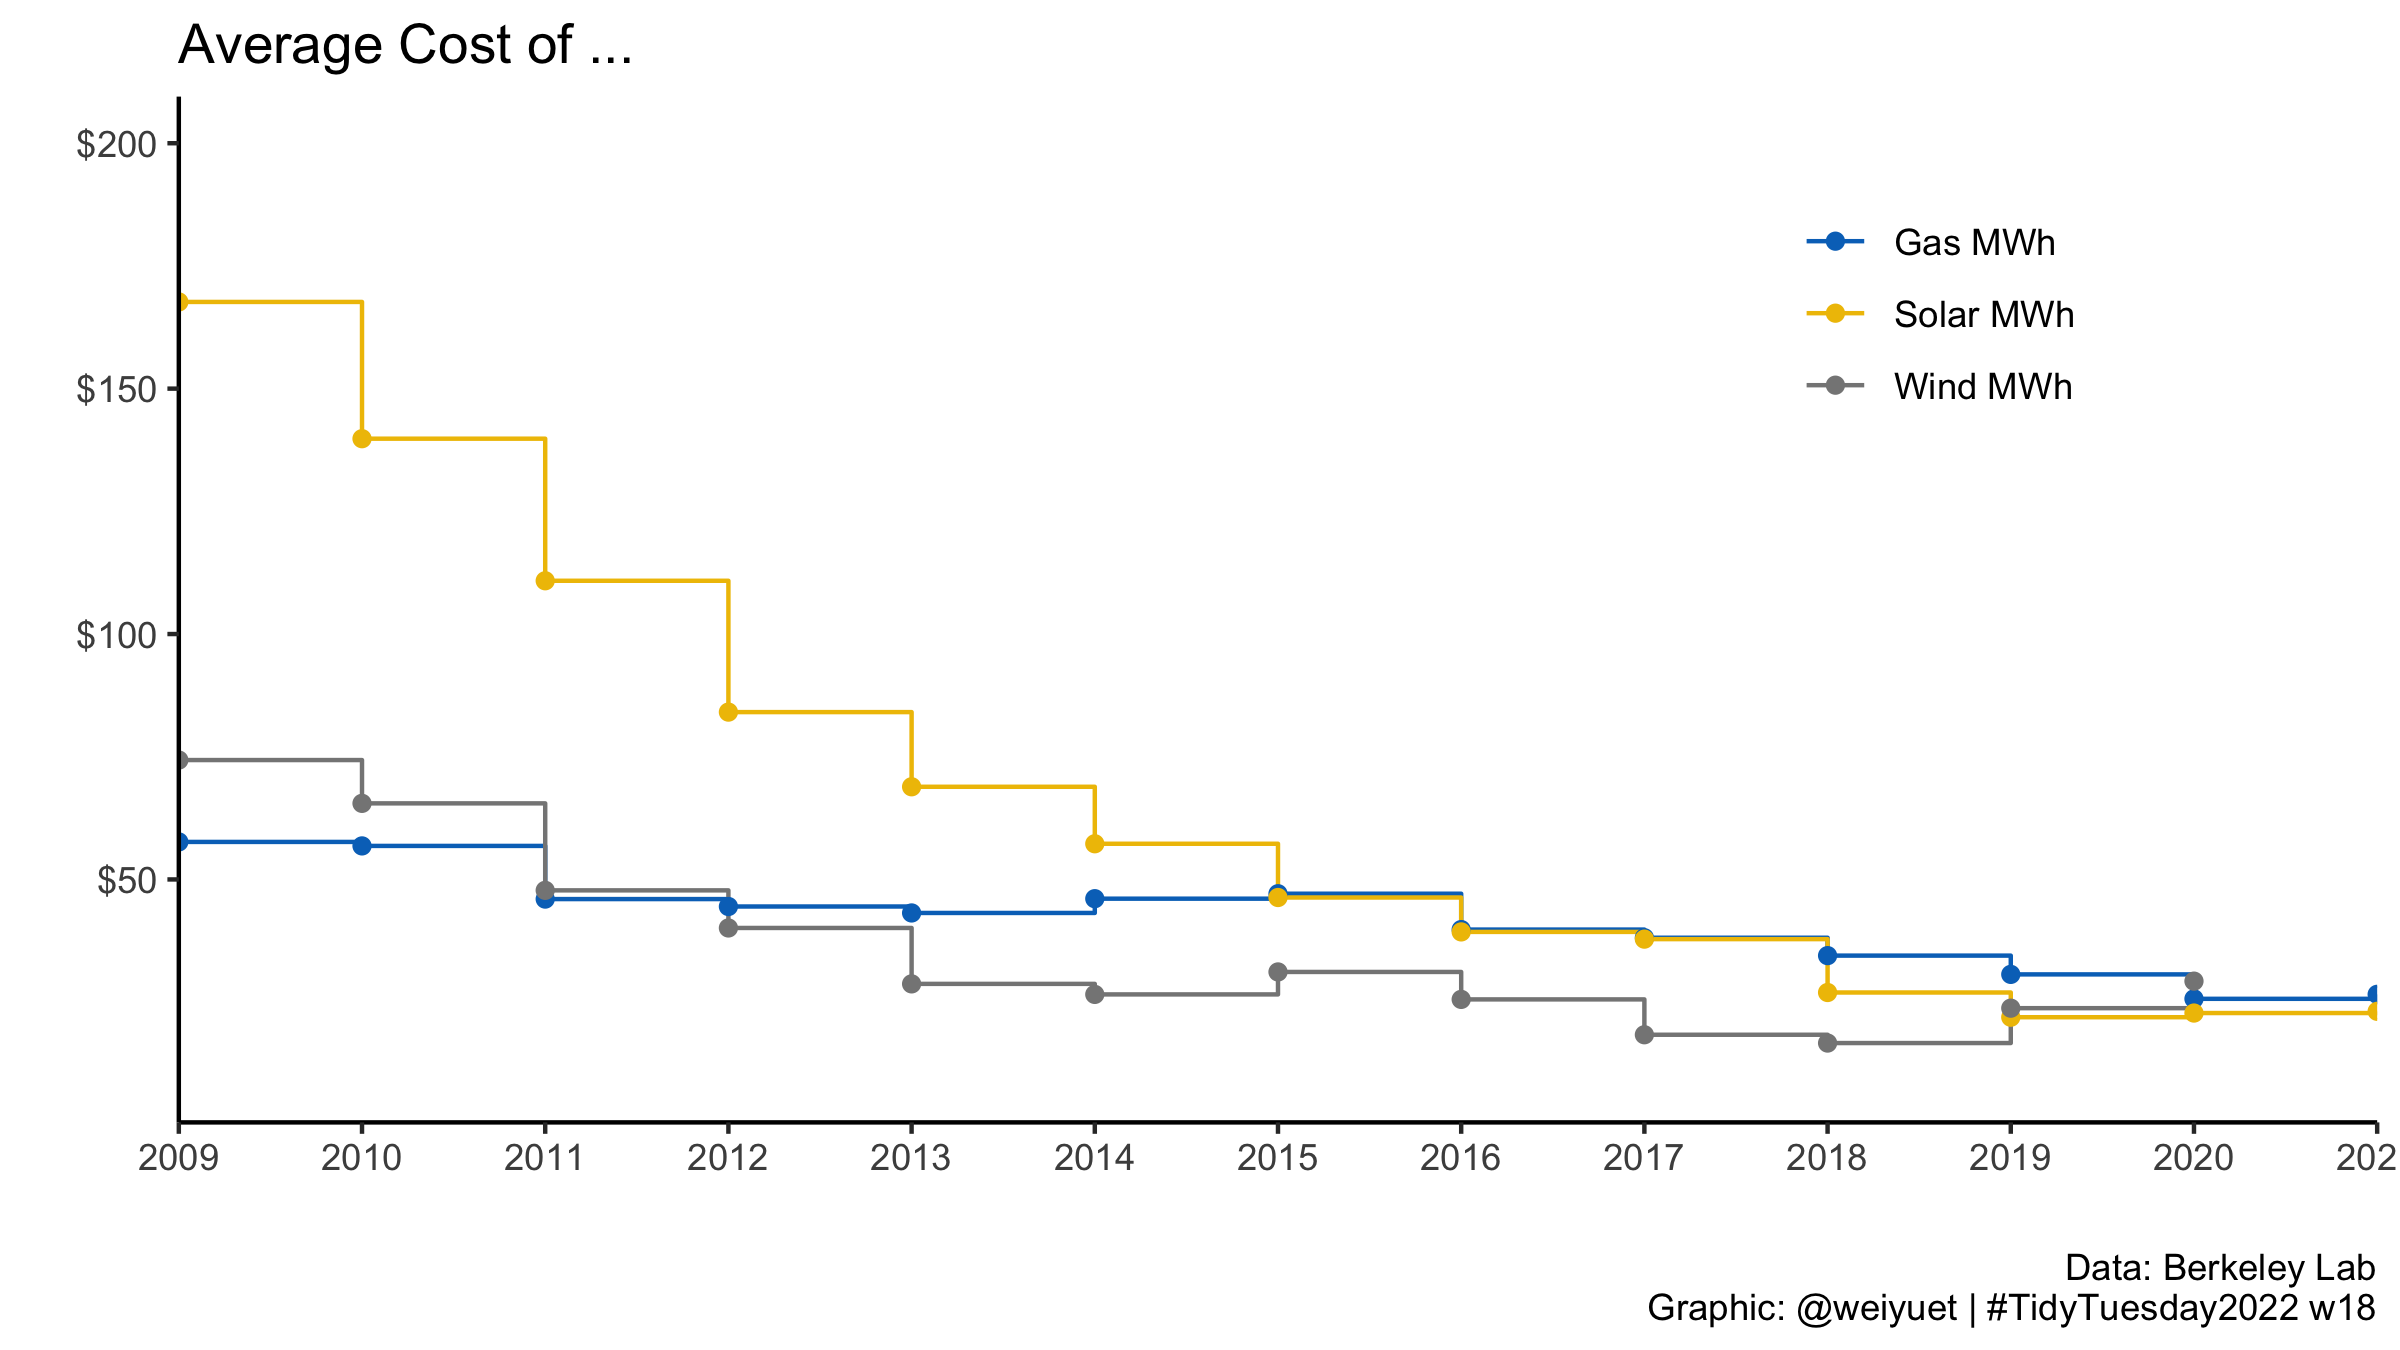 Average Cost of ...
$200
$150
$100
$50
Gas MWh
Solar MWh
Wind MWh
2009 2010 2011 2012 2013 2014 2015 2016 2017 2018 2019 2020 202
Data: Berkeley Lab
Graphic: @weiyuet | #TidyTuesday2022 w18